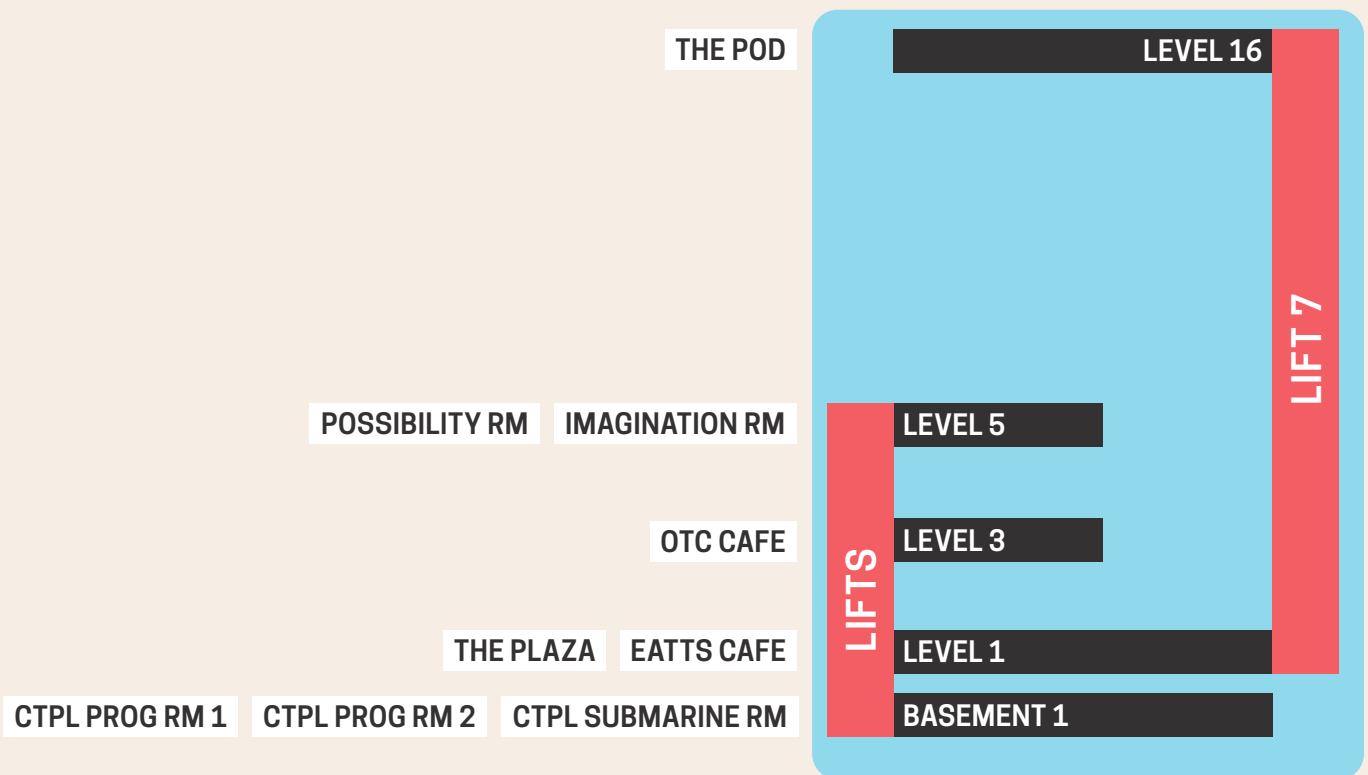 THE POD
LEVEL 16
LIFT 7
POSSIBILITY RM
IMAGINATION RM
LEVEL 5
OTC CAFE
LEVEL 3
LIFTS
THE PLAZA
EATTS CAFE
LEVEL 1
CTPL PROG RM 1
CTPL PROG RM 2
CTPL SUBMARINE RM
BASEMENT 1